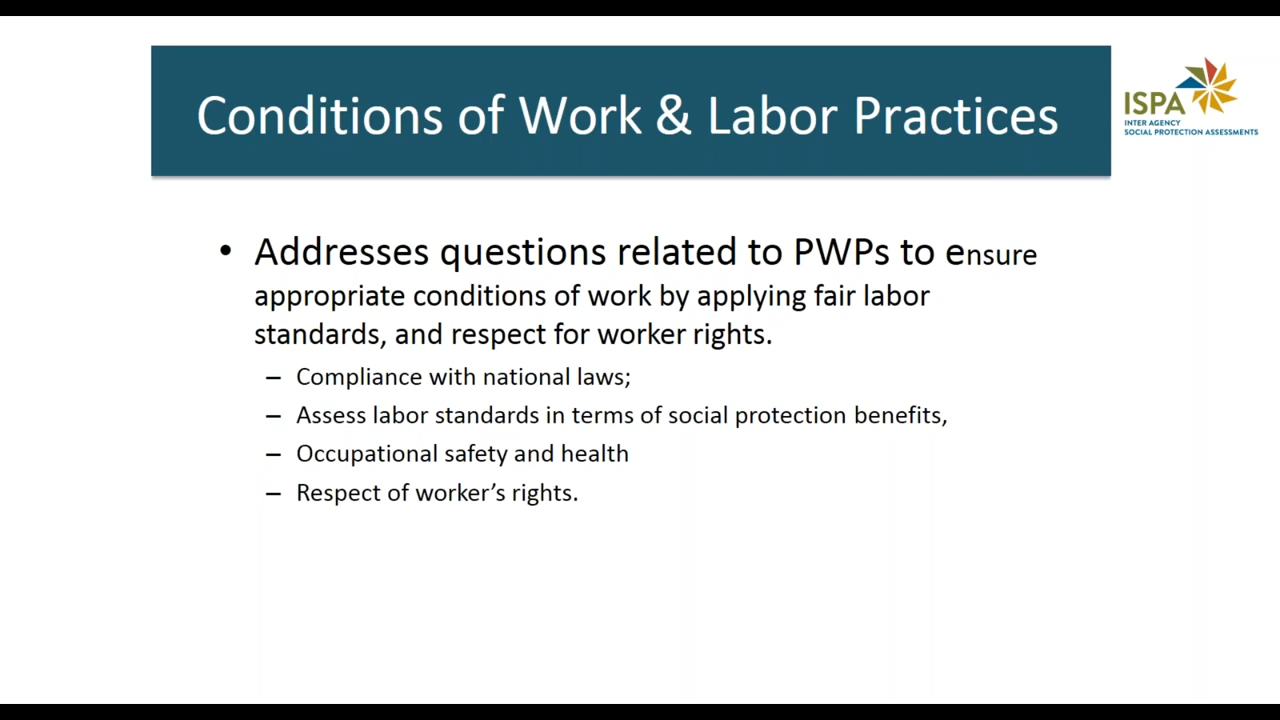 Conditions of Work & Labor Practices
ISPA
INTER AGENCY
SOCIAL PROTECTION ASSESSMENTS
• Addresses questions related to PWPs to ensure
appropriate conditions of work by applying fair labor
standards, and respect for worker rights.
– Compliance with national laws;
– Assess labor standards in terms of social protection benefits,
– Occupational safety and health
– Respect of worker’s rights.